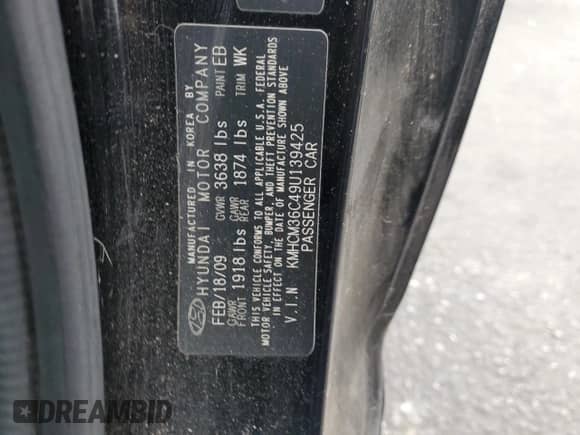 MANUFACTURED IN KOREA BY
HYUNDAI MOTOR COMPANY
FEB/18/09 GVWR 3638 lbs PAINT EB
GAWR FRONT 1918 lbs GAWR REAR 1874 lbs TRIM WK
THIS VEHICLE CONFORMS TO ALL APPLICABLE U.S.A. FEDERAL
MOTOR VEHICLE SAFETY, BUMPER, AND THEFT PREVENTION STANDARDS
IN EFFECT ON THE DATE OF MANUFACTURE SHOWN ABOVE
V.I.N KMHCM36C49U139425
PASSENGER CAR
DREAMBID